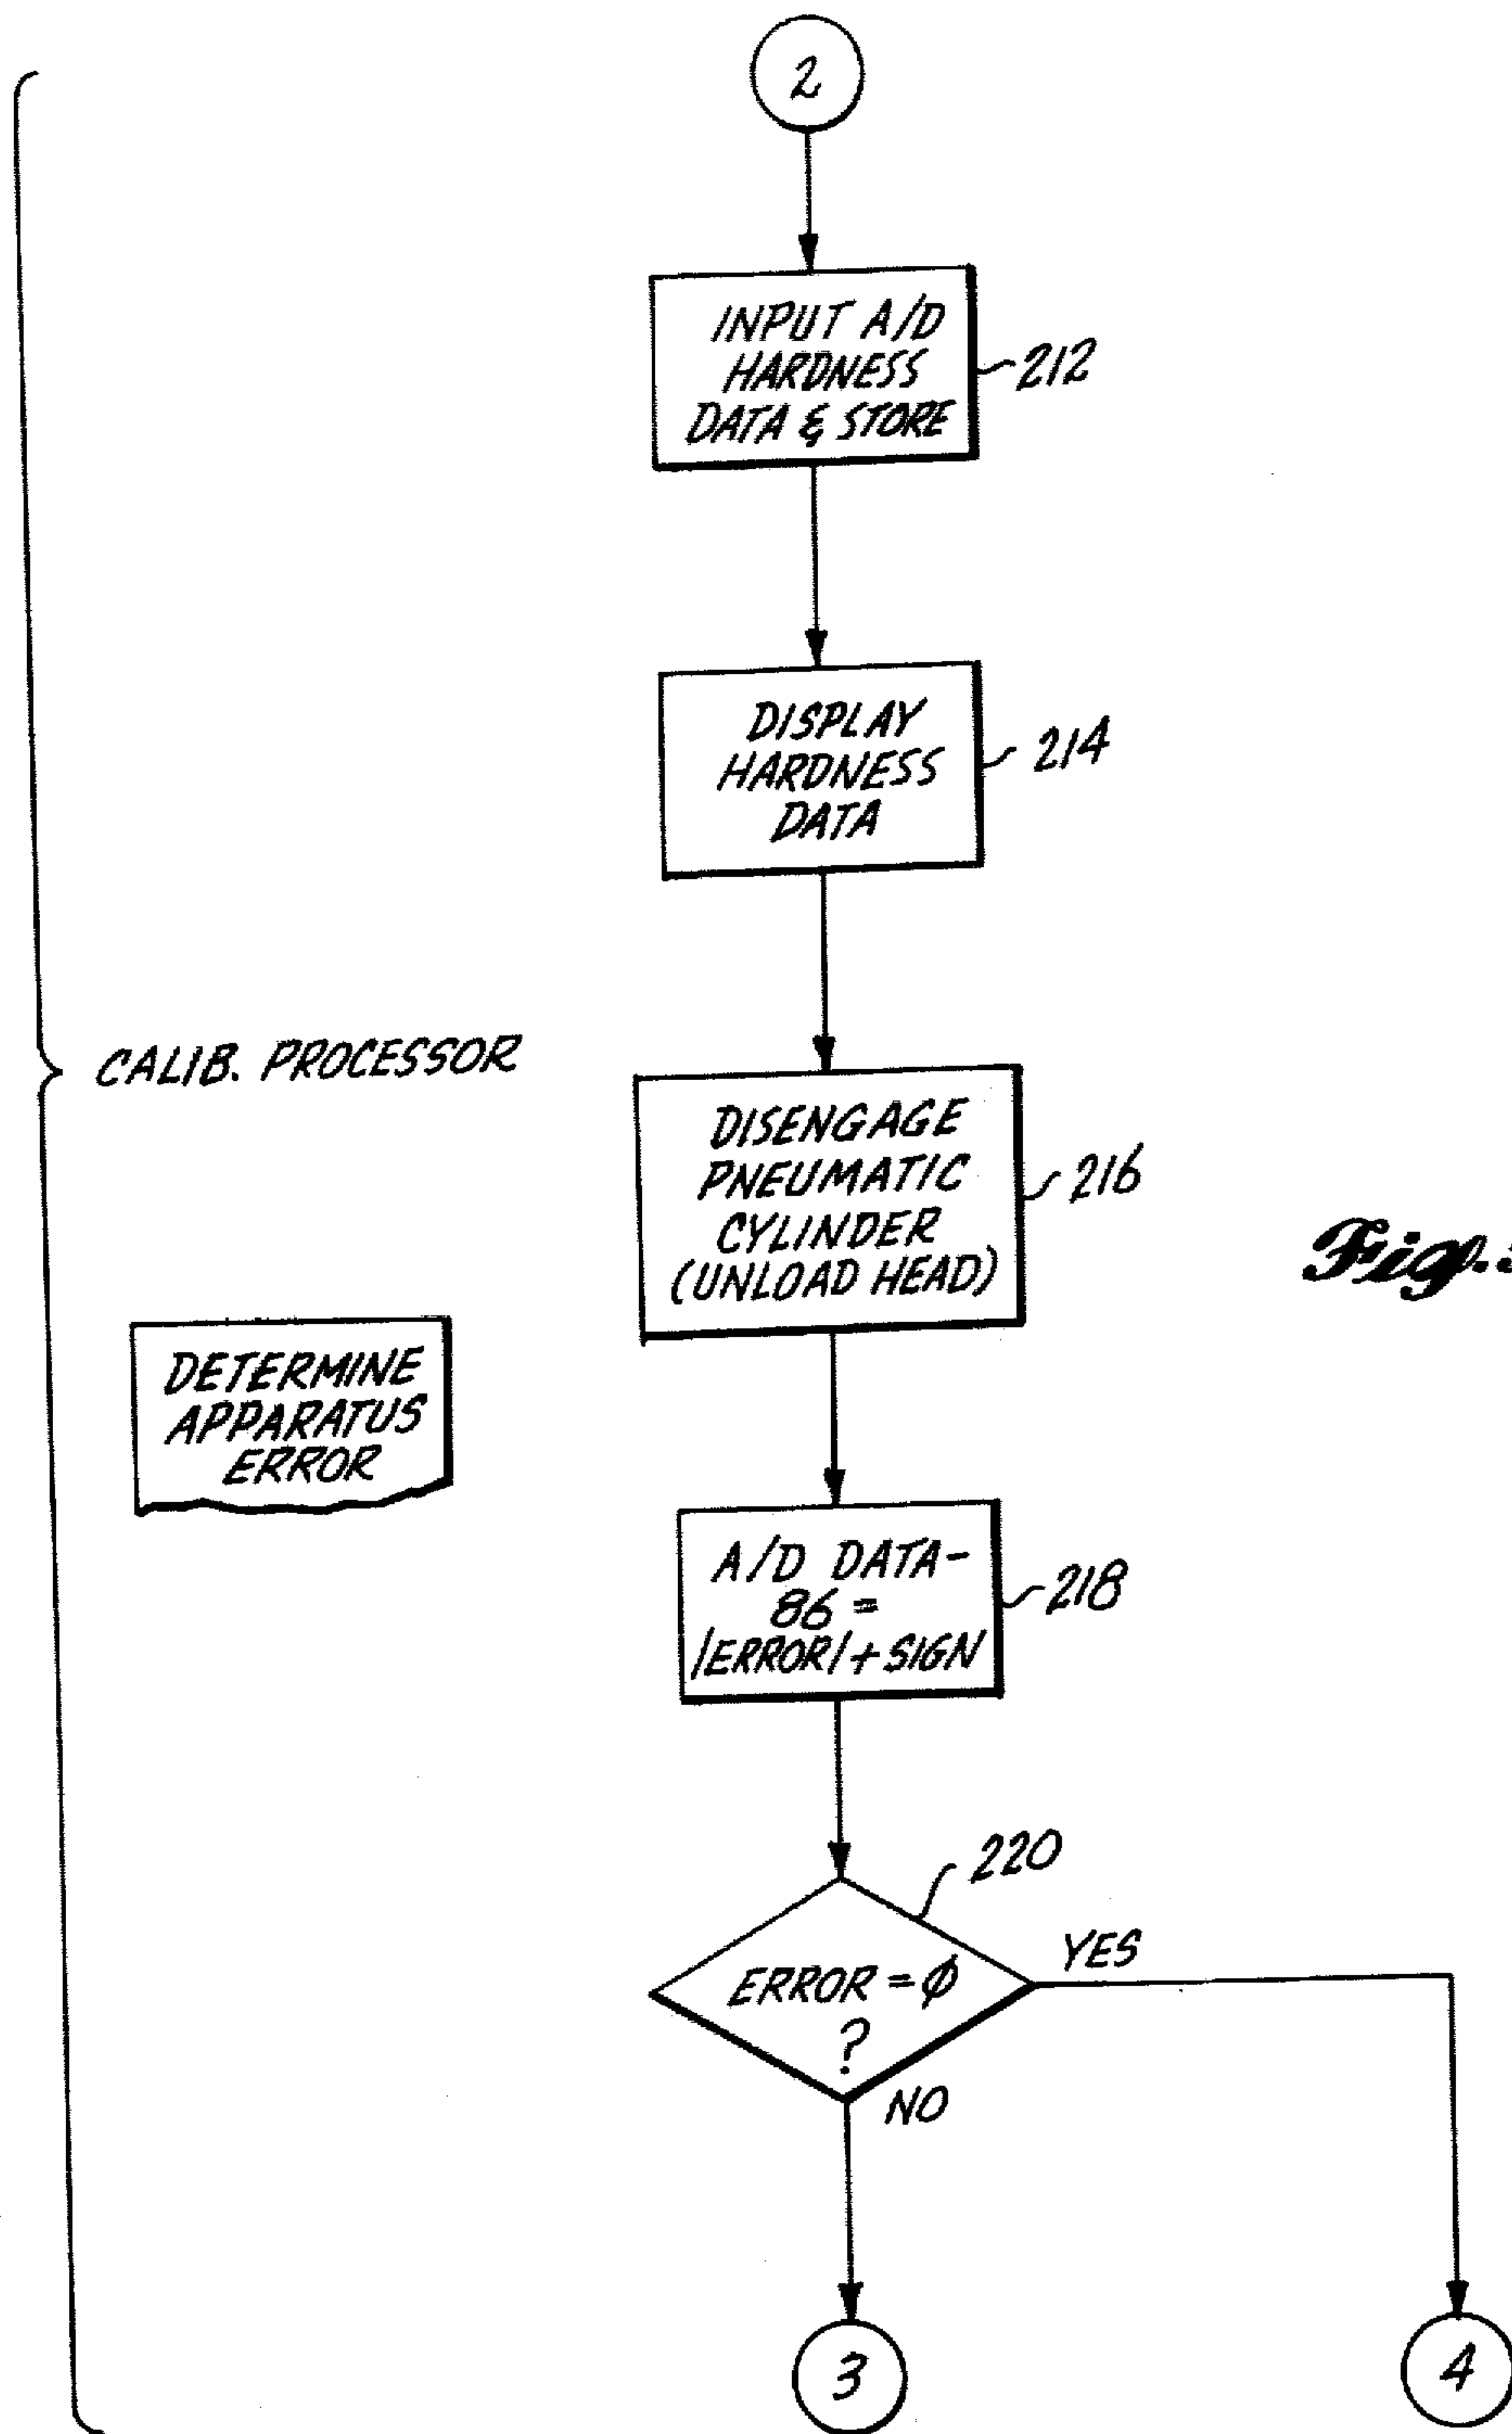 2
INPUT A/D
HARDNESS
DATA & STORE
212
DISPLAY
HARDNESS
DATA
214
CALIB. PROCESSOR
DISENGAGE
PNEUMATIC
CYLINDER
(UNLOAD HEAD)
216
Fig.
DETERMINE
APPARATUS
ERROR
A/D DATA-
86 =
|ERROR| + SIGN
218
220
ERROR = ϕ
?
YES
NO
3
4